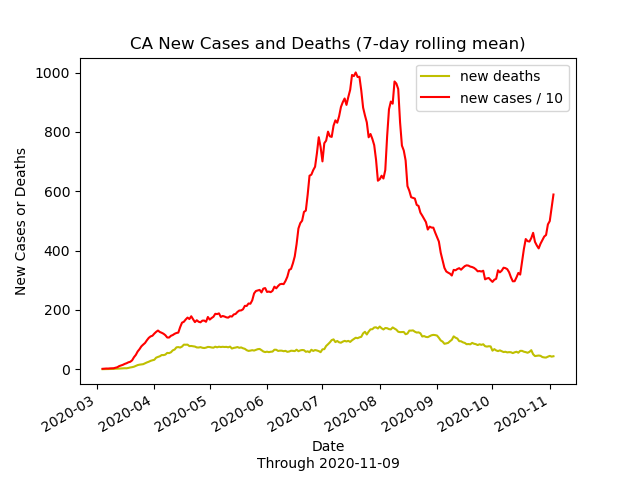 CA New Cases and Deaths (7-day rolling mean)
new deaths
new cases / 10
New Cases or Deaths
1000
800
600
400
200
0
2020-03
2020-04
2020-05
2020-06
2020-07
2020-08
2020-09
2020-10
2020-11
Date
Through 2020-11-09